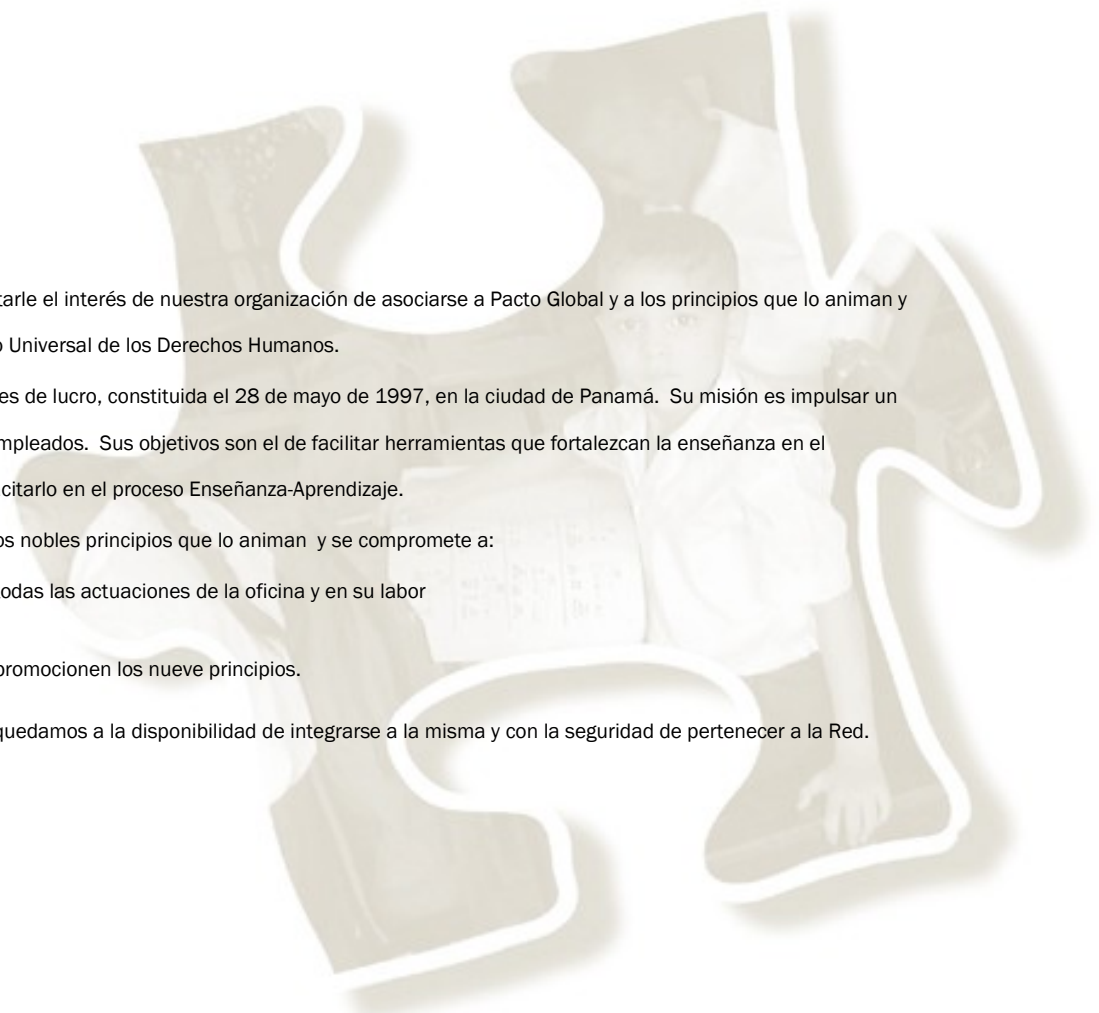 tarle el interés de nuestra organización de asociarse a Pacto Global y a los principios que lo animan y
o Universal de los Derechos Humanos.
es de lucro, constituida el 28 de mayo de 1997, en la ciudad de Panamá. Su misión es impulsar un
mpleados. Sus objetivos son el de facilitar herramientas que fortalezcan la enseñanza en el
citarlo en el proceso Enseñanza-Aprendizaje.
os nobles principios que lo animan y se compromete a:
todas las actuaciones de la oficina y en su labor
promocionen los nueve principios.
quedamos a la disponibilidad de integrarse a la misma y con la seguridad de pertenecer a la Red.